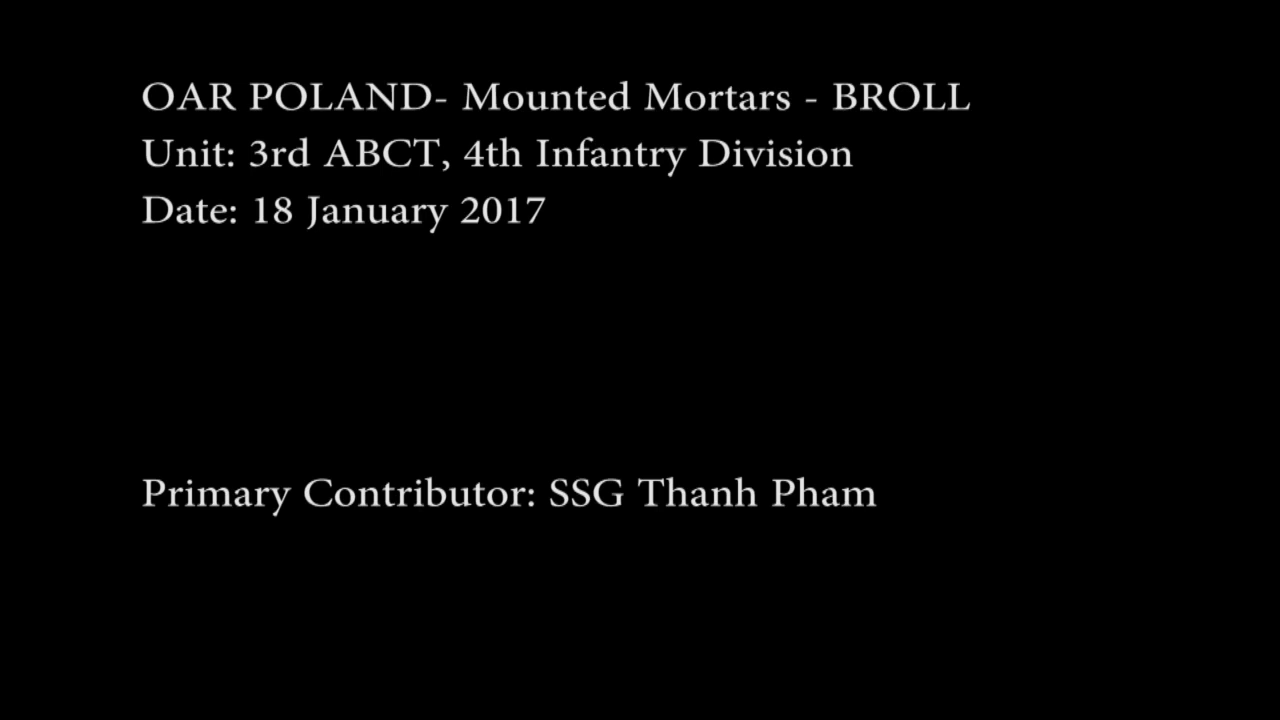 OAR POLAND- Mounted Mortars - BROLL
Unit: 3rd ABCT, 4th Infantry Division
Date: 18 January 2017
Primary Contributor: SSG Thanh Pham